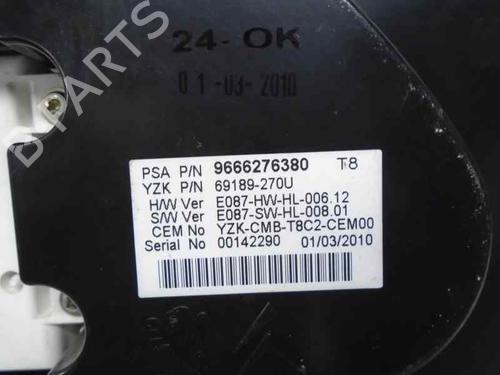 24- OK
01-03-2010
PARTS
PSA P/N 9666276380 T8
YZK P/N 69189-270U
H/W Ver E087-HW-HL-006.12
S/W Ver E087-SW-HL-008.01
CEM No YZK-CMB-T8C2-CEM00
Serial No 00142290 01/03/2010